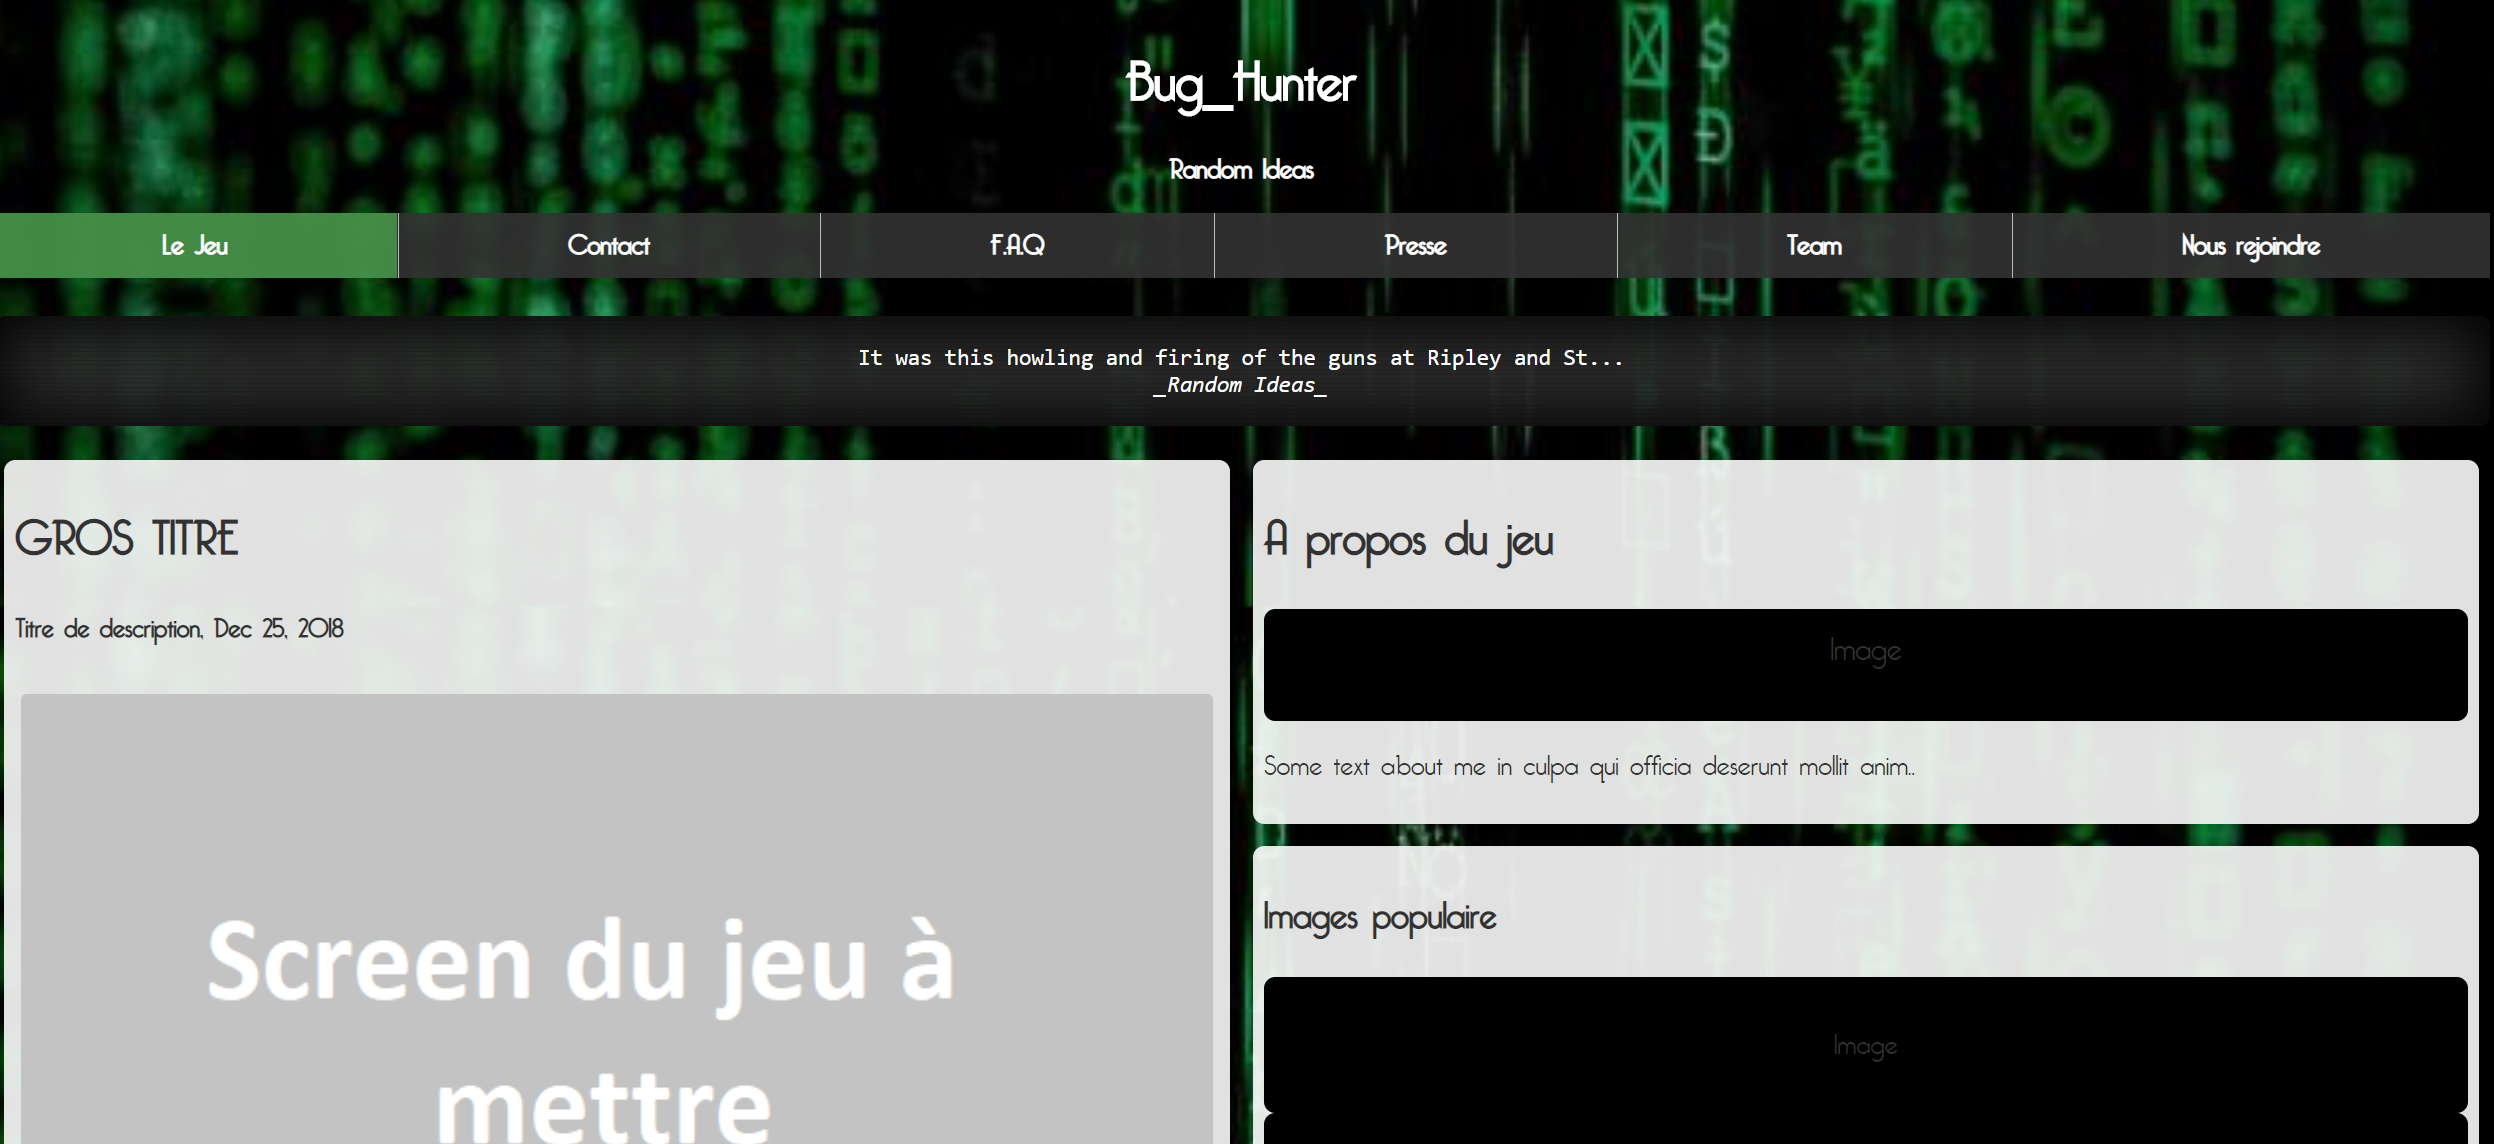 Bug_Hunter
Random Ideas
Le Jeu
Contact
F.A.Q
Presse
Team
Nous rejoindre
It was this howling and firing of the guns at Ripley and St...
_Random Ideas_
GROS TITRE
Titre de description, Dec 25, 2018
Screen du jeu à
mettre
A propos du jeu
Image
Some text about me in culpa qui officia deserunt mollit anim..
Images populaire
Image